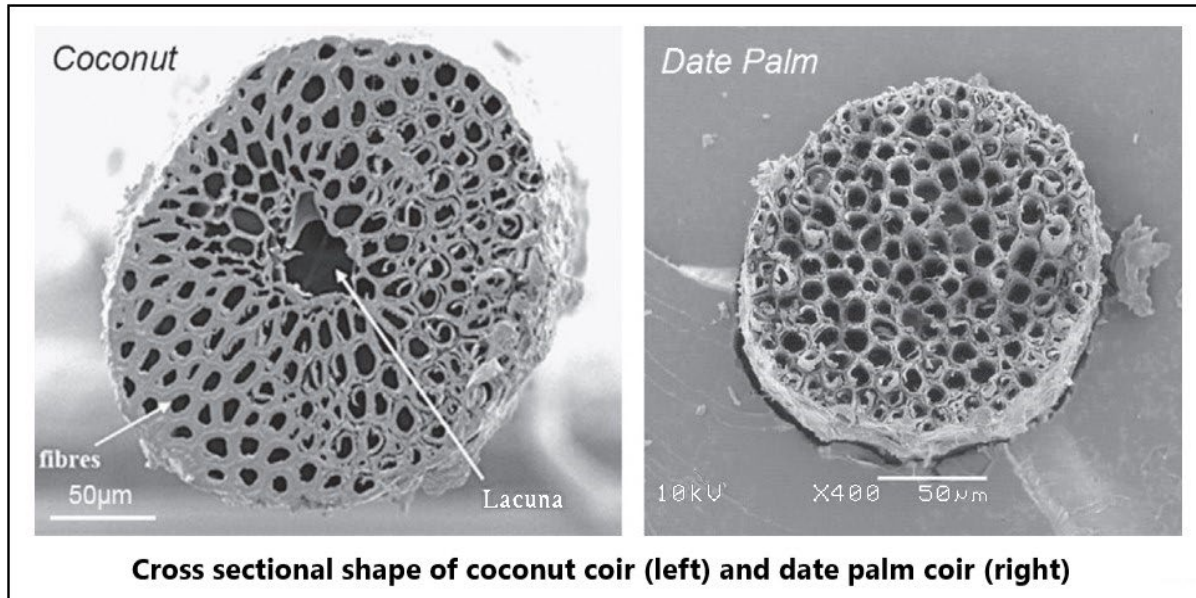 Coconut
fibres
50µm
Lacuna
Date Palm
10kV X400 50µm
Cross sectional shape of coconut coir (left) and date palm coir (right)